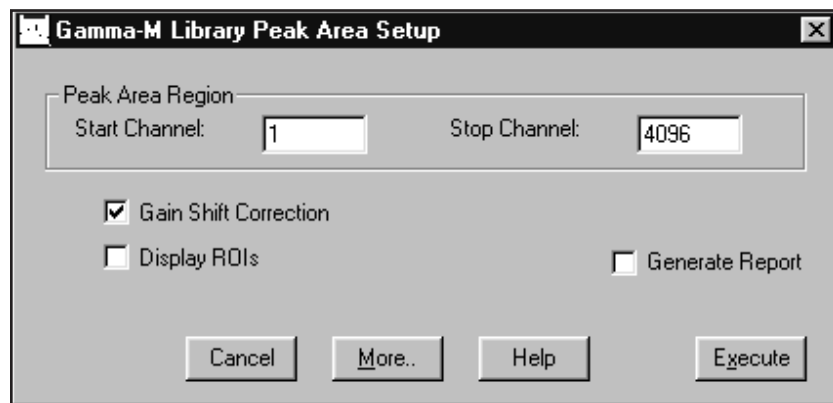 Gamma-M Library Peak Area Setup
Peak Area Region
Start Channel: 1 Stop Channel: 4096
Gain Shift Correction
Display ROIs Generate Report
Cancel More.. Help Execute